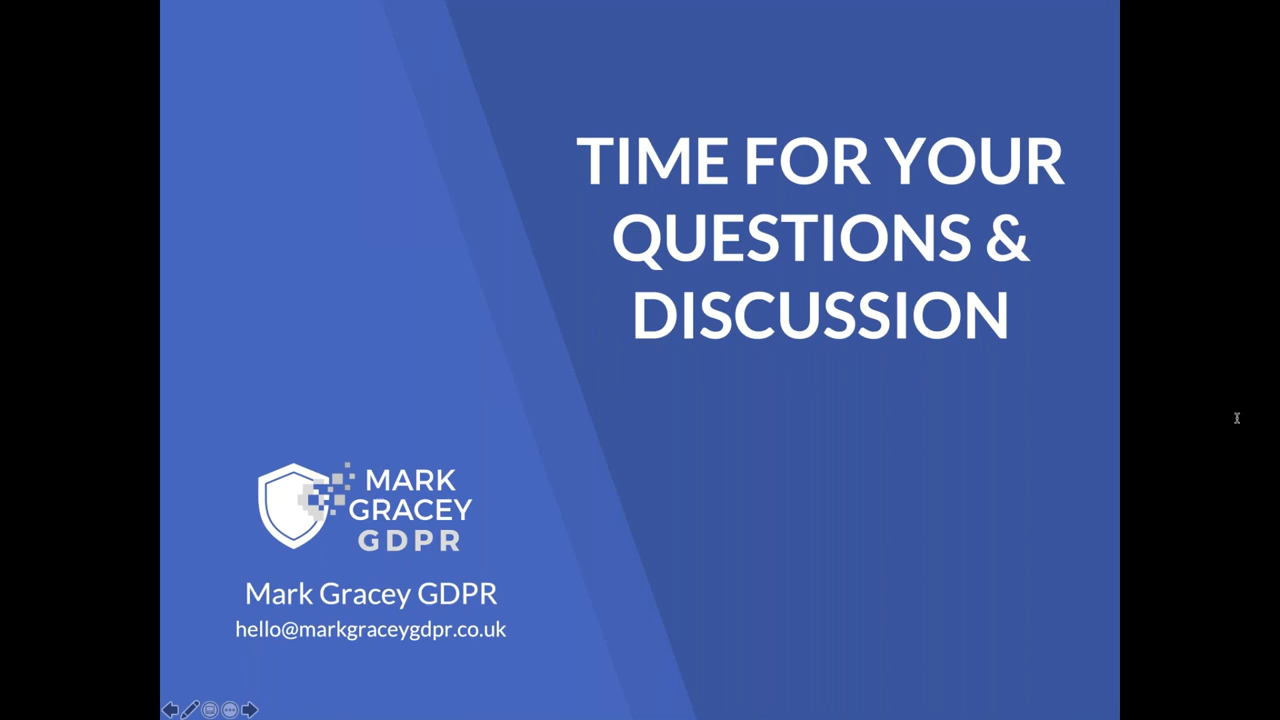 TIME FOR YOUR
QUESTIONS &
DISCUSSION
MARK
GRACEY
GDPR
Mark Gracey GDPR
hello@markgraceygdpr.co.uk